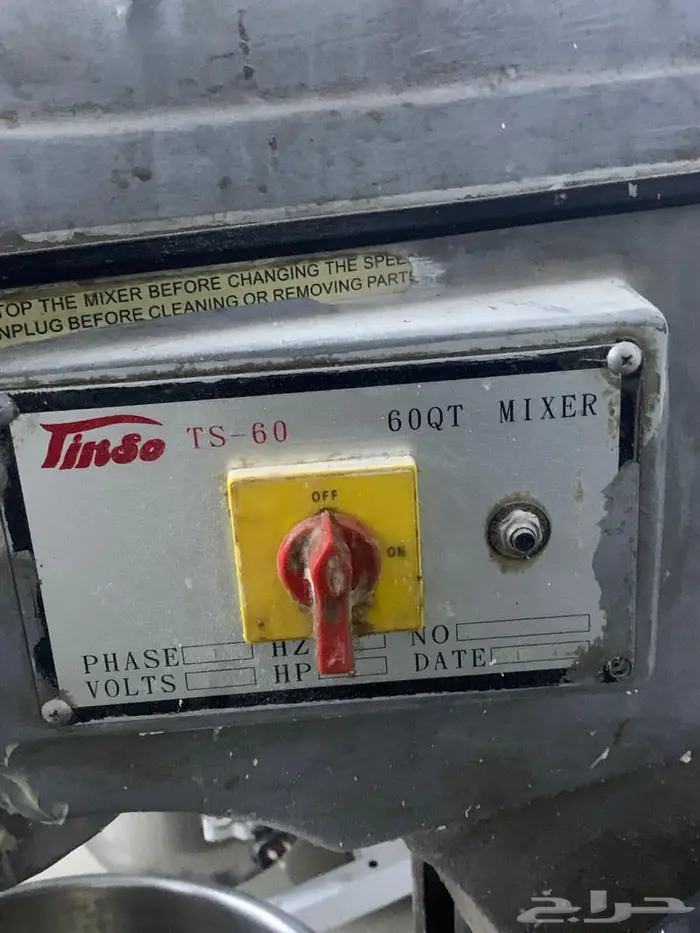 TOP THE MIXER BEFORE CHANGING THE SPEE
NPLUG BEFORE CLEANING OR REMOVING PART
Tinso TS-60 60QT MIXER
OFF
ON
PHASE HZ NO
VOLTS HP DATE
حراج